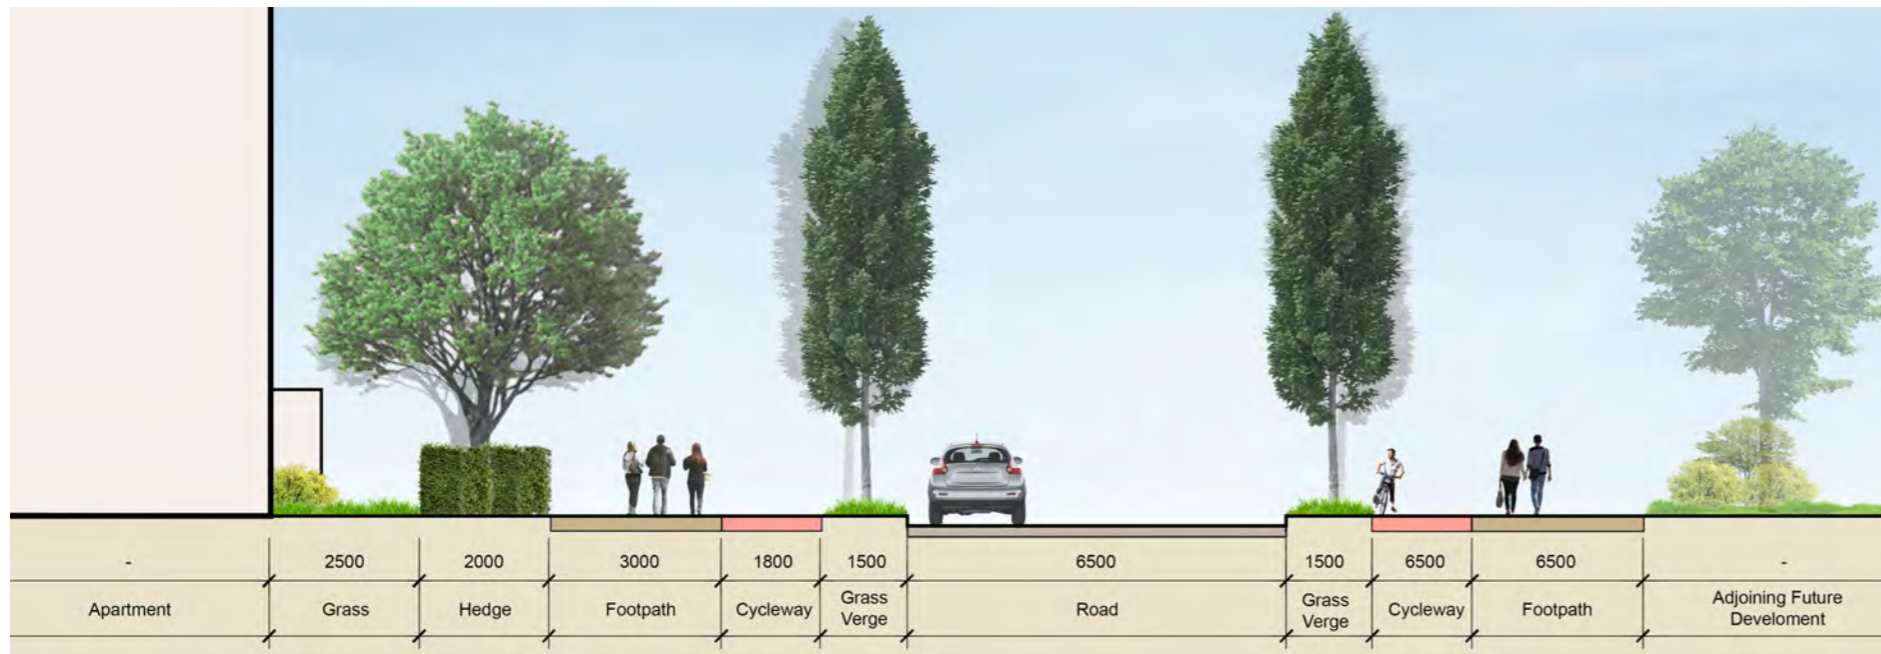 - 2500 2000 3000 1800 1500 6500 1500 6500 6500 -
Apartment Grass Hedge Footpath Cycleway Grass Verge Road Grass Verge Cycleway Footpath Adjoining Future Develoment